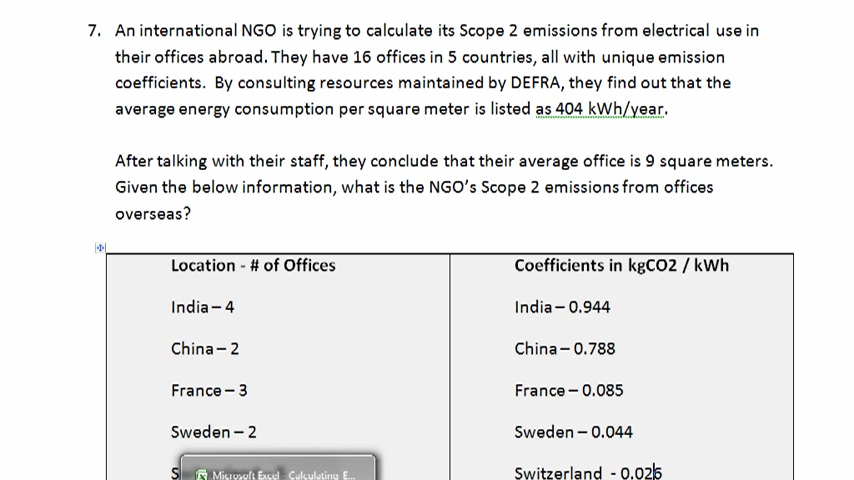 7. An international NGO is trying to calculate its Scope 2 emissions from electrical use in
their offices abroad. They have 16 offices in 5 countries, all with unique emission
coefficients. By consulting resources maintained by DEFRA, they find out that the
average energy consumption per square meter is listed as 404 kWh/year.
After talking with their staff, they conclude that their average office is 9 square meters.
Given the below information, what is the NGO's Scope 2 emissions from offices
overseas?
Location - # of Offices Coefficients in kgCO2 / kWh
India – 4 India – 0.944
China – 2 China – 0.788
France – 3 France – 0.085
Sweden – 2 Sweden – 0.044
Microsoft Excel - Calculating E... Switzerland - 0.026